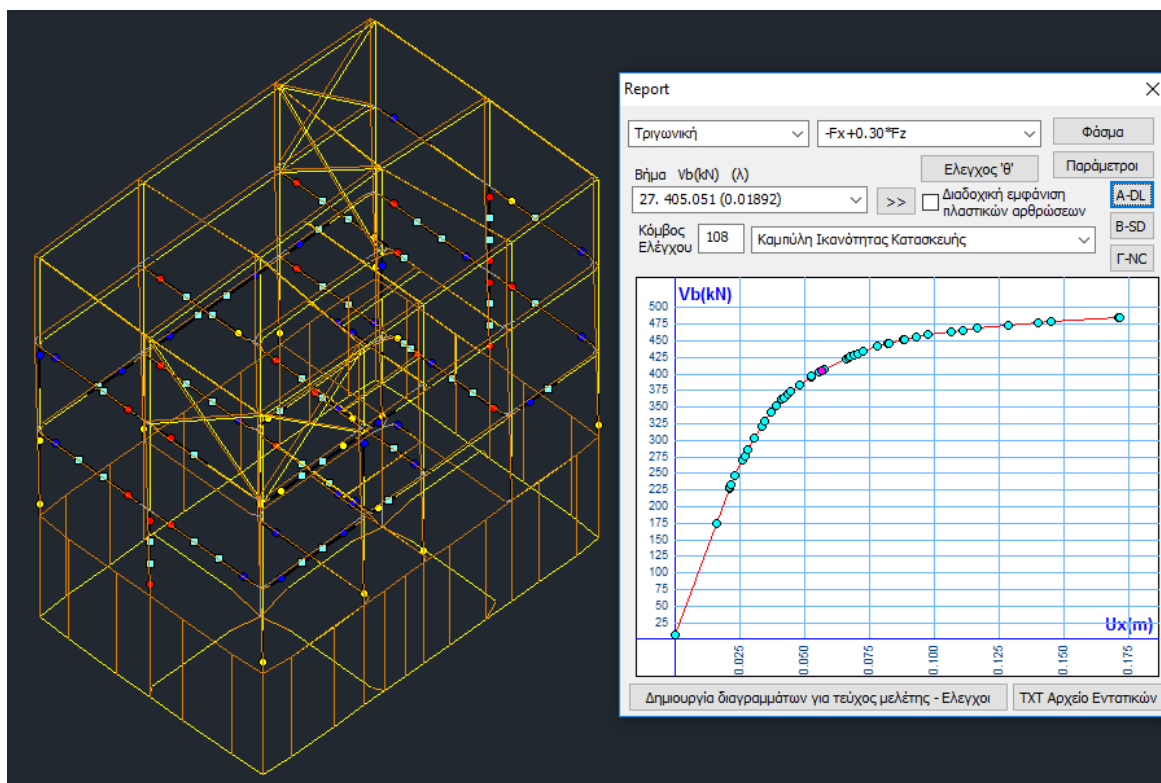 Report
Τριγωνική -Fx+0.30*Fz Φάσμα
Ελεγχος 'θ' Παράμετροι
Βήμα Vb(kN) (λ)
27. 405.051 (0.01892) >> Διαδοχική εμφάνιση πλαστικών αρθρώσεων A-DL
B-SD
Κόμβος Ελέγχου 108 Καμπύλη Ικανότητας Κατασκευής
Γ-NC
Vb(kN)
500
475
450
425
400
375
350
325
300
275
250
225
200
175
150
125
100
75
50
25
Ux(m)
0.025 0.050 0.075 0.100 0.125 0.150 0.175
Δημιουργία διαγραμμάτων για τεύχος μελέτης - Ελεγχοι TXT Αρχείο Εντατικών